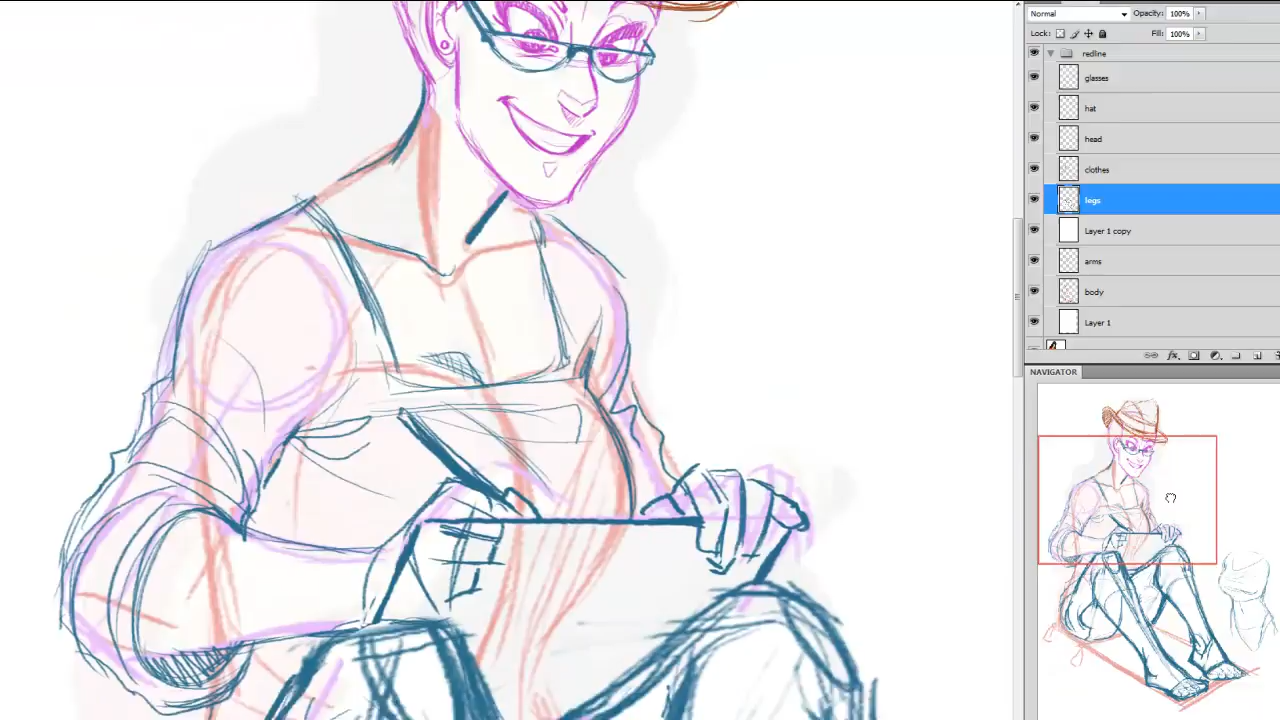 Normal Opacity: 100%
Lock: Fill: 100%
redline
glasses
hat
head
clothes
legs
Layer 1 copy
arms
body
Layer 1
fx
NAVIGATOR